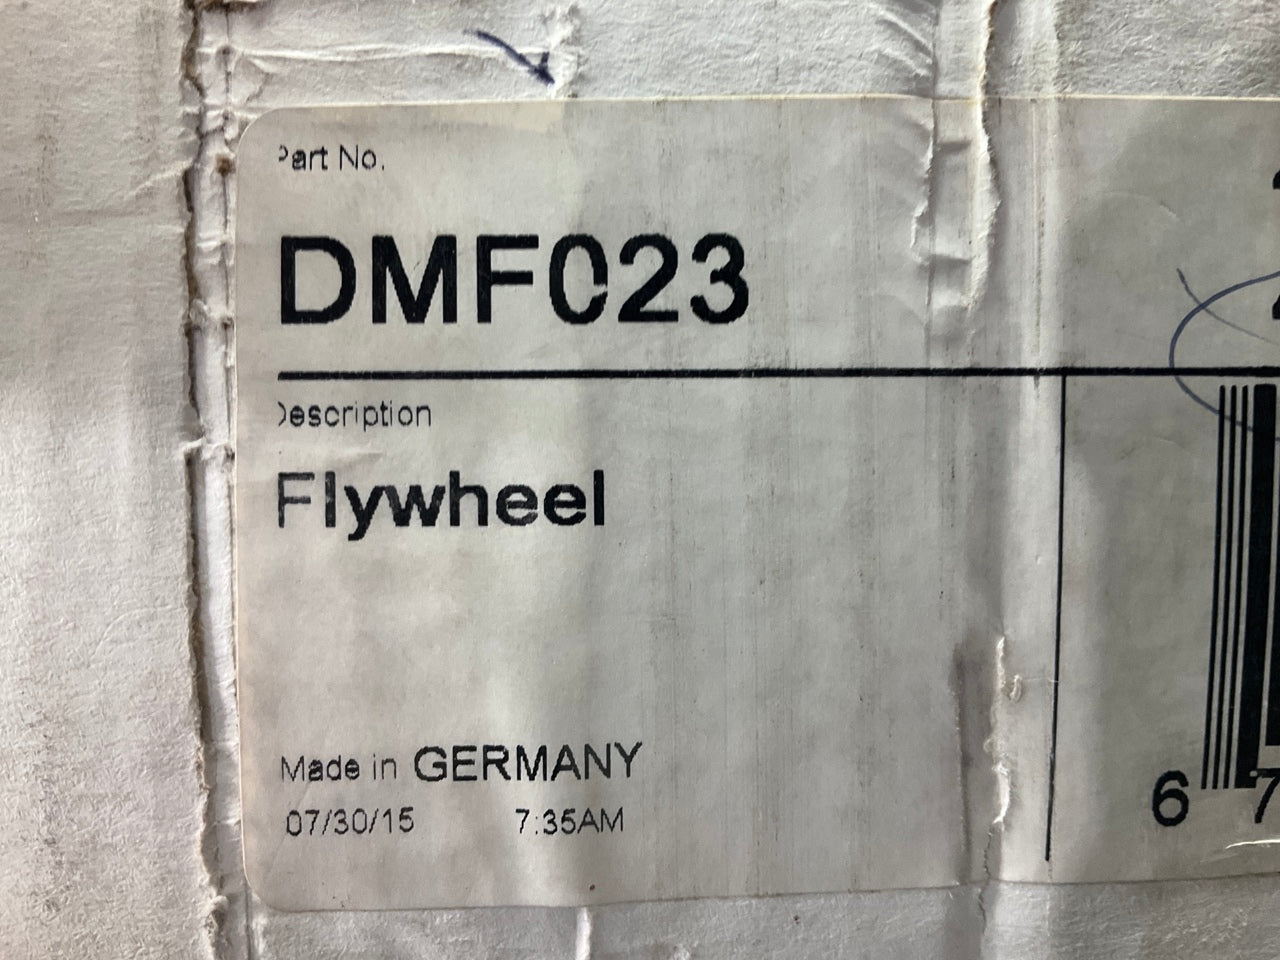 Part No.
DMF023
Description
Flywheel
Made in GERMANY
07/30/15 7:35AM
6 7